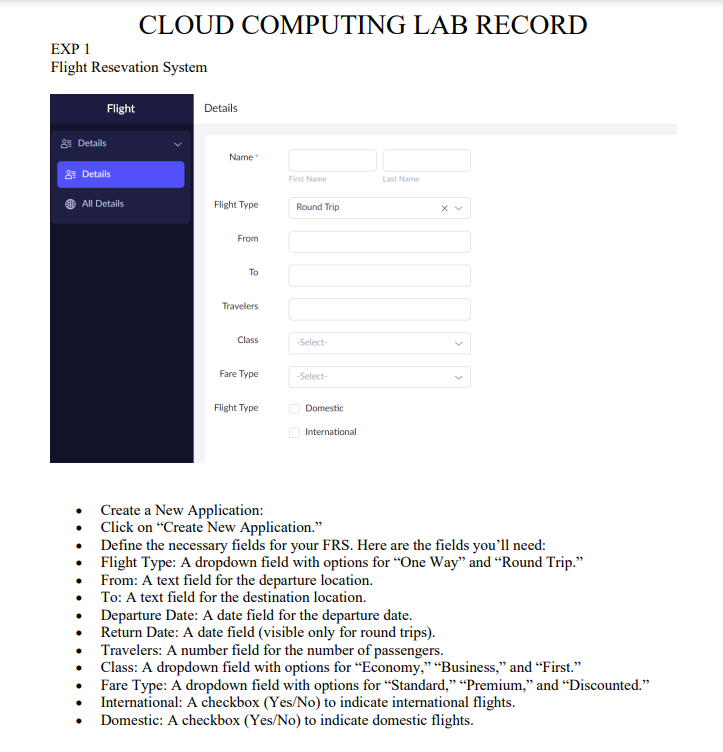 CLOUD COMPUTING LAB RECORD
EXP 1
Flight Resevation System
Flight
Details
Details
All Details
Details
Name *
First Name
Last Name
Flight Type
Round Trip
From
To
Travelers
Class
-Select-
Fare Type
-Select-
Flight Type
Domestic
International
• Create a New Application:
• Click on “Create New Application.”
• Define the necessary fields for your FRS. Here are the fields you’ll need:
• Flight Type: A dropdown field with options for “One Way” and “Round Trip.”
• From: A text field for the departure location.
• To: A text field for the destination location.
• Departure Date: A date field for the departure date.
• Return Date: A date field (visible only for round trips).
• Travelers: A number field for the number of passengers.
• Class: A dropdown field with options for “Economy,” “Business,” and “First.”
• Fare Type: A dropdown field with options for “Standard,” “Premium,” and “Discounted.”
• International: A checkbox (Yes/No) to indicate international flights.
• Domestic: A checkbox (Yes/No) to indicate domestic flights.